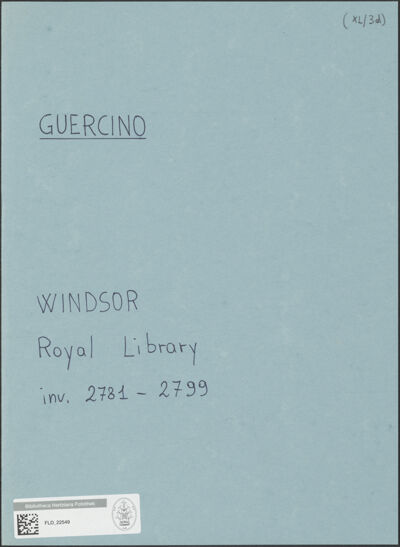 (XL/3d)
GUERCINO
WINDSOR
Royal Library
inv. 2781 - 2799
Bibliotheca Hertziana Fotothek
FLD_22549